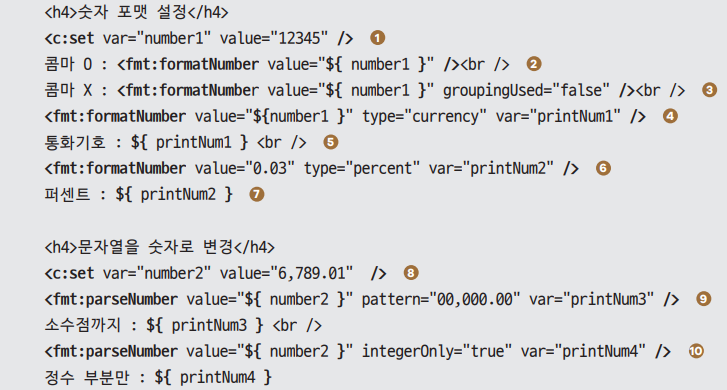 <h4>숫자 포맷 설정</h4>
<c:set var="number1" value="12345" /> ❶
콤마 O : <fmt:formatNumber value="${ number1 }" /><br /> ❷
콤마 X : <fmt:formatNumber value="${ number1 }" groupingUsed="false" /><br /> ❸
<fmt:formatNumber value="${number1 }" type="currency" var="printNum1" /> ❹
통화기호 : ${ printNum1 } <br /> ❺
<fmt:formatNumber value="0.03" type="percent" var="printNum2" /> ❻
퍼센트 : ${ printNum2 } ❼
<h4>문자열을 숫자로 변경</h4>
<c:set var="number2" value="6,789.01" /> ❽
<fmt:parseNumber value="${ number2 }" pattern="00,000.00" var="printNum3" /> ❾
소수점까지 : ${ printNum3 } <br />
<fmt:parseNumber value="${ number2 }" integerOnly="true" var="printNum4" /> ❿
정수 부분만 : ${ printNum4 }